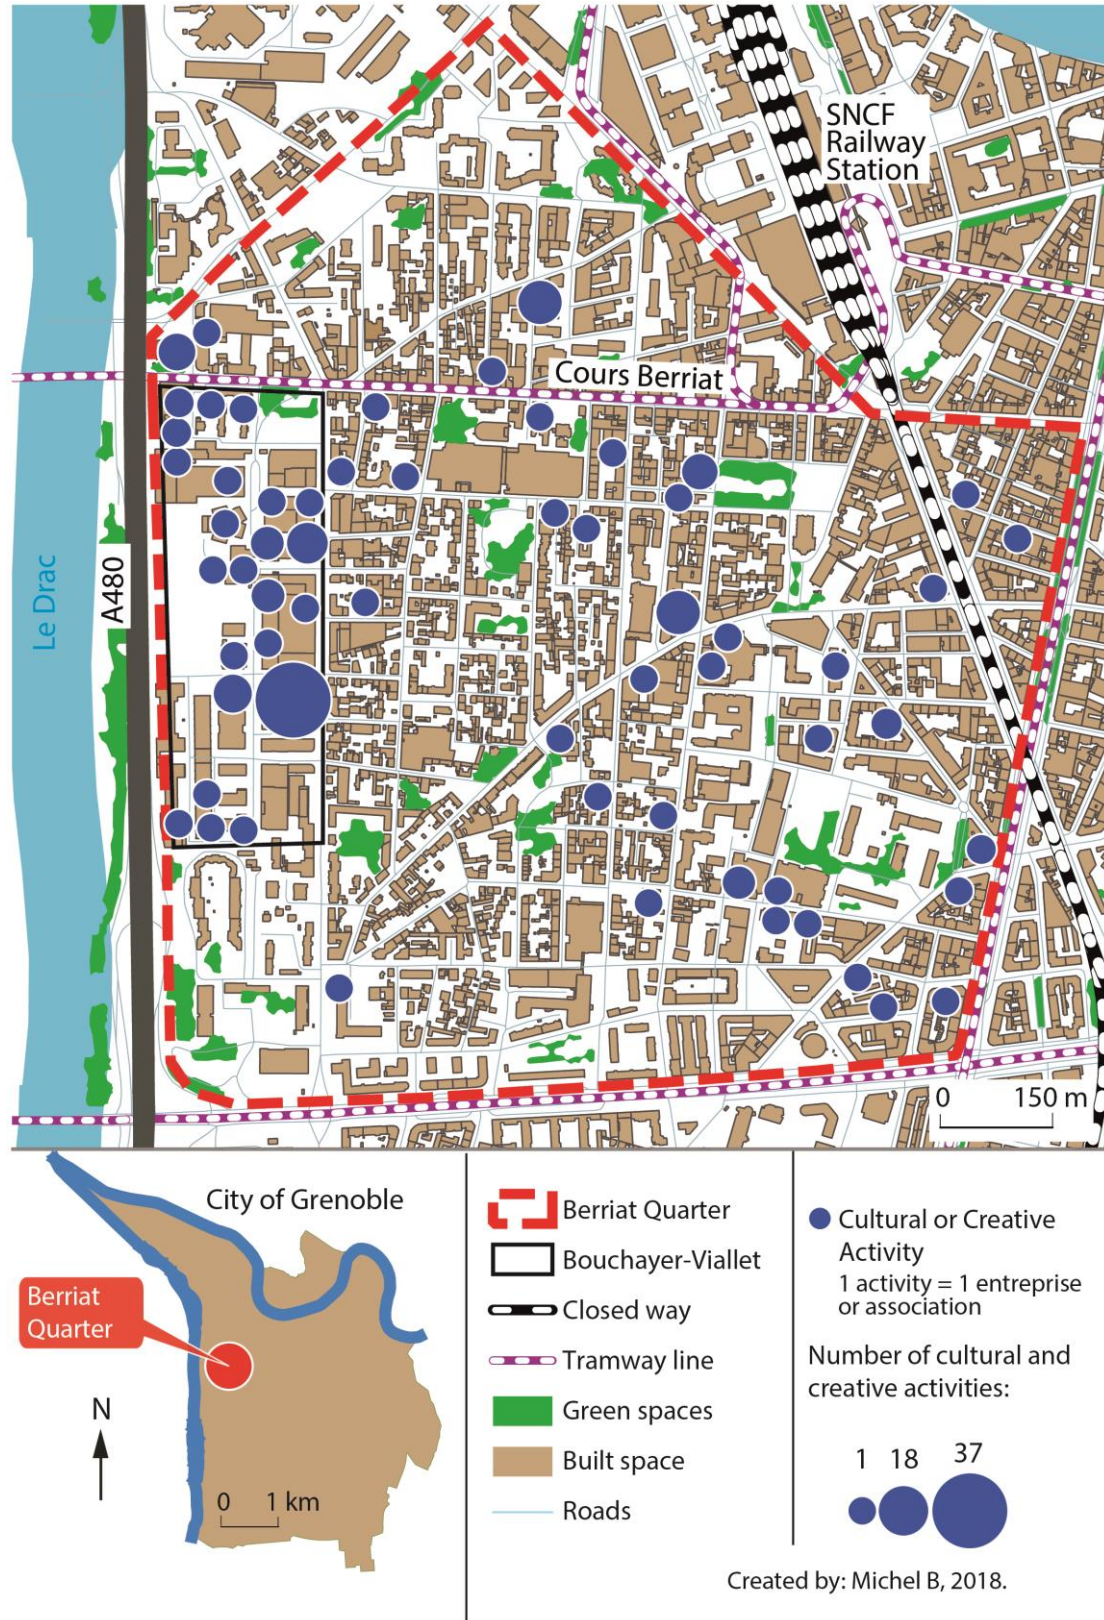 SNCF
Railway
Station
Cours Berriat
Le Drac
A480
0 150 m
City of Grenoble
Berriat
Quarter
N
0 1 km
Berriat Quarter
Bouchayer-Viallet
Closed way
Tramway line
Green spaces
Built space
Roads
Cultural or Creative
Activity
1 activity = 1 entreprise
or association
Number of cultural and
creative activities:
1 18 37
Created by: Michel B, 2018.